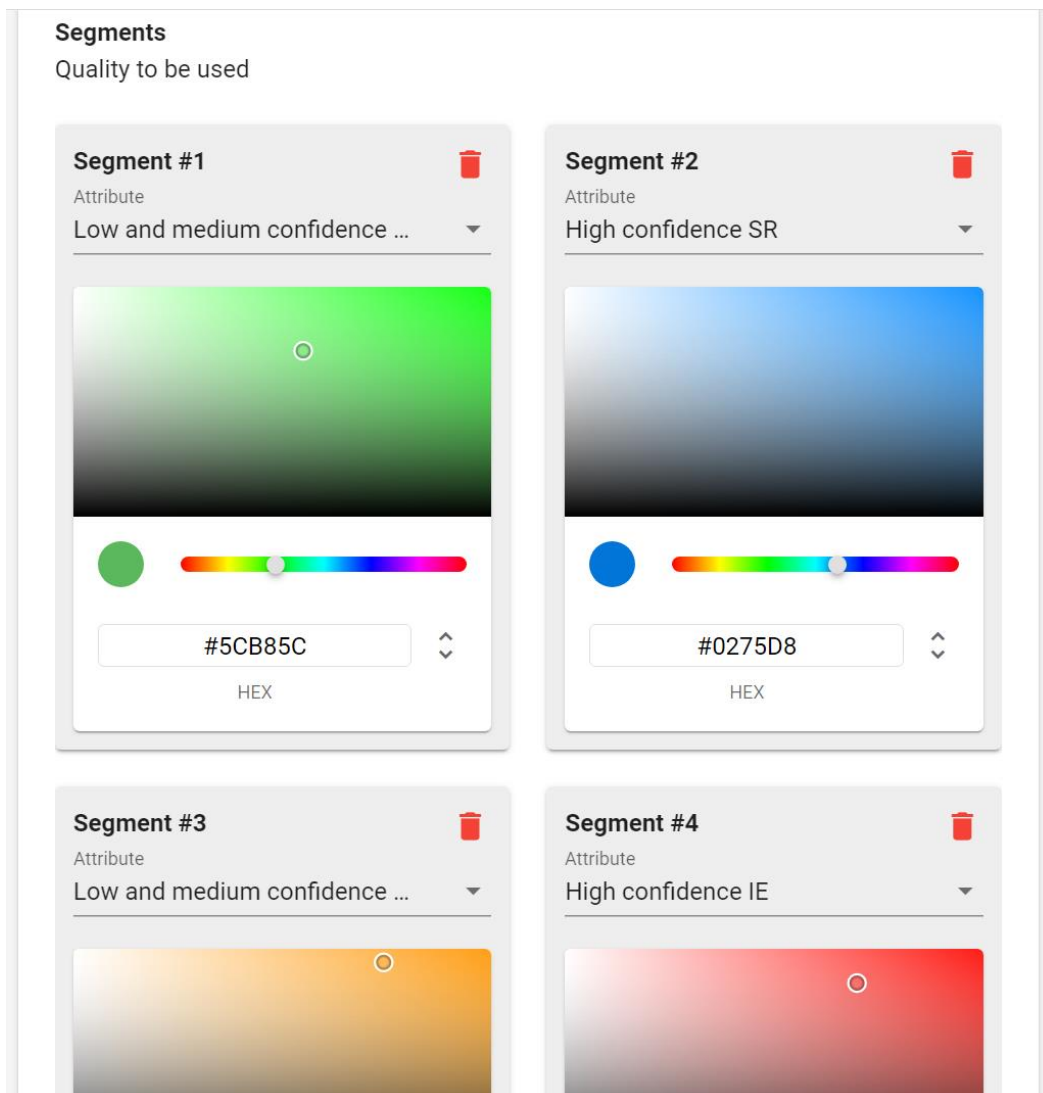 Segments
Quality to be used
Segment #1
Attribute
Low and medium confidence ...
#5CB85C
HEX
Segment #2
Attribute
High confidence SR
#0275D8
HEX
Segment #3
Attribute
Low and medium confidence ...
Segment #4
Attribute
High confidence IE